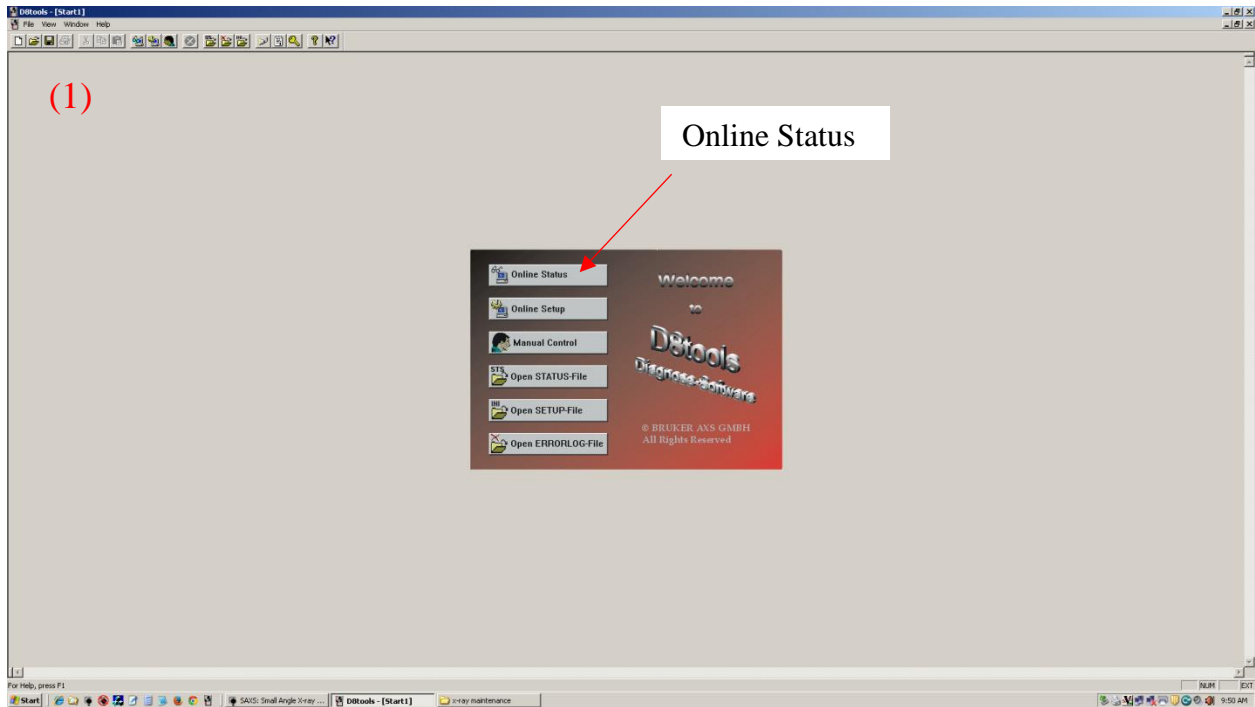 D8tools - [Start1]
File View Window Help
(1)
Online Status
Online Status
Online Setup
Manual Control
STS
Open STATUS-File
INI
Open SETUP-File
Open ERRORLOG-File
Welcome
to
D8tools
Diagnose-Software
© BRUKER AXS GMBH
All Rights Reserved
For Help, press F1
NUM
EXT
Start
SAXS: Small Angle X-ray ...
D8tools - [Start1]
x-ray maintenance
9:50 AM